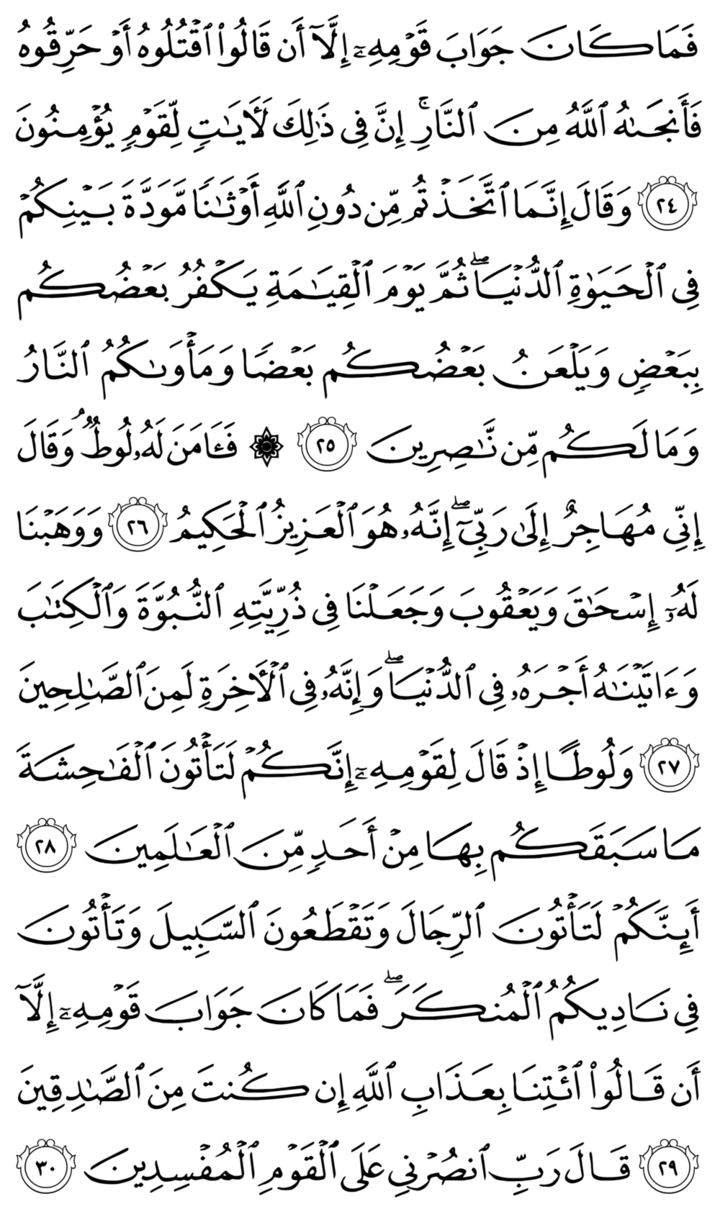 فَمَا كَانَ جَوَابَ قَوْمِهِۦٓ إِلَّآ أَن قَالُوا۟ ٱقْتُلُوهُ أَوْ حَرِّقُوهُ
فَأَنجَىٰهُ ٱللَّهُ مِنَ ٱلنَّارِ ۚ إِنَّ فِى ذَٰلِكَ لَـَٔايَـٰتٍ لِّقَوْمٍ يُؤْمِنُونَ
٢٤ وَقَالَ إِنَّمَا ٱتَّخَذْتُم مِّن دُونِ ٱللَّهِ أَوْثَـٰنًا مَّوَدَّةَ بَيْنِكُمْ
فِى ٱلْحَيَوٰةِ ٱلدُّنْيَا ۖ ثُمَّ يَوْمَ ٱلْقِيَـٰمَةِ يَكْفُرُ بَعْضُكُم
بِبَعْضٍ وَيَلْعَنُ بَعْضُكُم بَعْضًا وَمَأْوَىٰكُمُ ٱلنَّارُ
وَمَا لَكُم مِّن نَّـٰصِرِينَ ٢٥ ۞ فَـَٔامَنَ لَهُۥ لُوطٌ ۘ وَقَالَ
إِنِّى مُهَاجِرٌ إِلَىٰ رَبِّىٓ ۖ إِنَّهُۥ هُوَ ٱلْعَزِيزُ ٱلْحَكِيمُ ٢٦ وَوَهَبْنَا
لَهُۥٓ إِسْحَـٰقَ وَيَعْقُوبَ وَجَعَلْنَا فِى ذُرِّيَّتِهِ ٱلنُّبُوَّةَ وَٱلْكِتَـٰبَ
وَءَاتَيْنَـٰهُ أَجْرَهُۥ فِى ٱلدُّنْيَا ۖ وَإِنَّهُۥ فِى ٱلْـَٔاخِرَةِ لَمِنَ ٱلصَّـٰلِحِينَ
٢٧ وَلُوطًا إِذْ قَالَ لِقَوْمِهِۦٓ إِنَّكُمْ لَتَأْتُونَ ٱلْفَـٰحِشَةَ
مَا سَبَقَكُم بِهَا مِنْ أَحَدٍ مِّنَ ٱلْعَـٰلَمِينَ ٢٨
أَئِنَّكُمْ لَتَأْتُونَ ٱلرِّجَالَ وَتَقْطَعُونَ ٱلسَّبِيلَ وَتَأْتُونَ
فِى نَادِيكُمُ ٱلْمُنكَرَ ۖ فَمَا كَانَ جَوَابَ قَوْمِهِۦٓ إِلَّآ
أَن قَالُوا۟ ٱئْتِنَا بِعَذَابِ ٱللَّهِ إِن كُنتَ مِنَ ٱلصَّـٰدِقِينَ
٢٩ قَالَ رَبِّ ٱنصُرْنِى عَلَى ٱلْقَوْمِ ٱلْمُفْسِدِينَ ٣٠